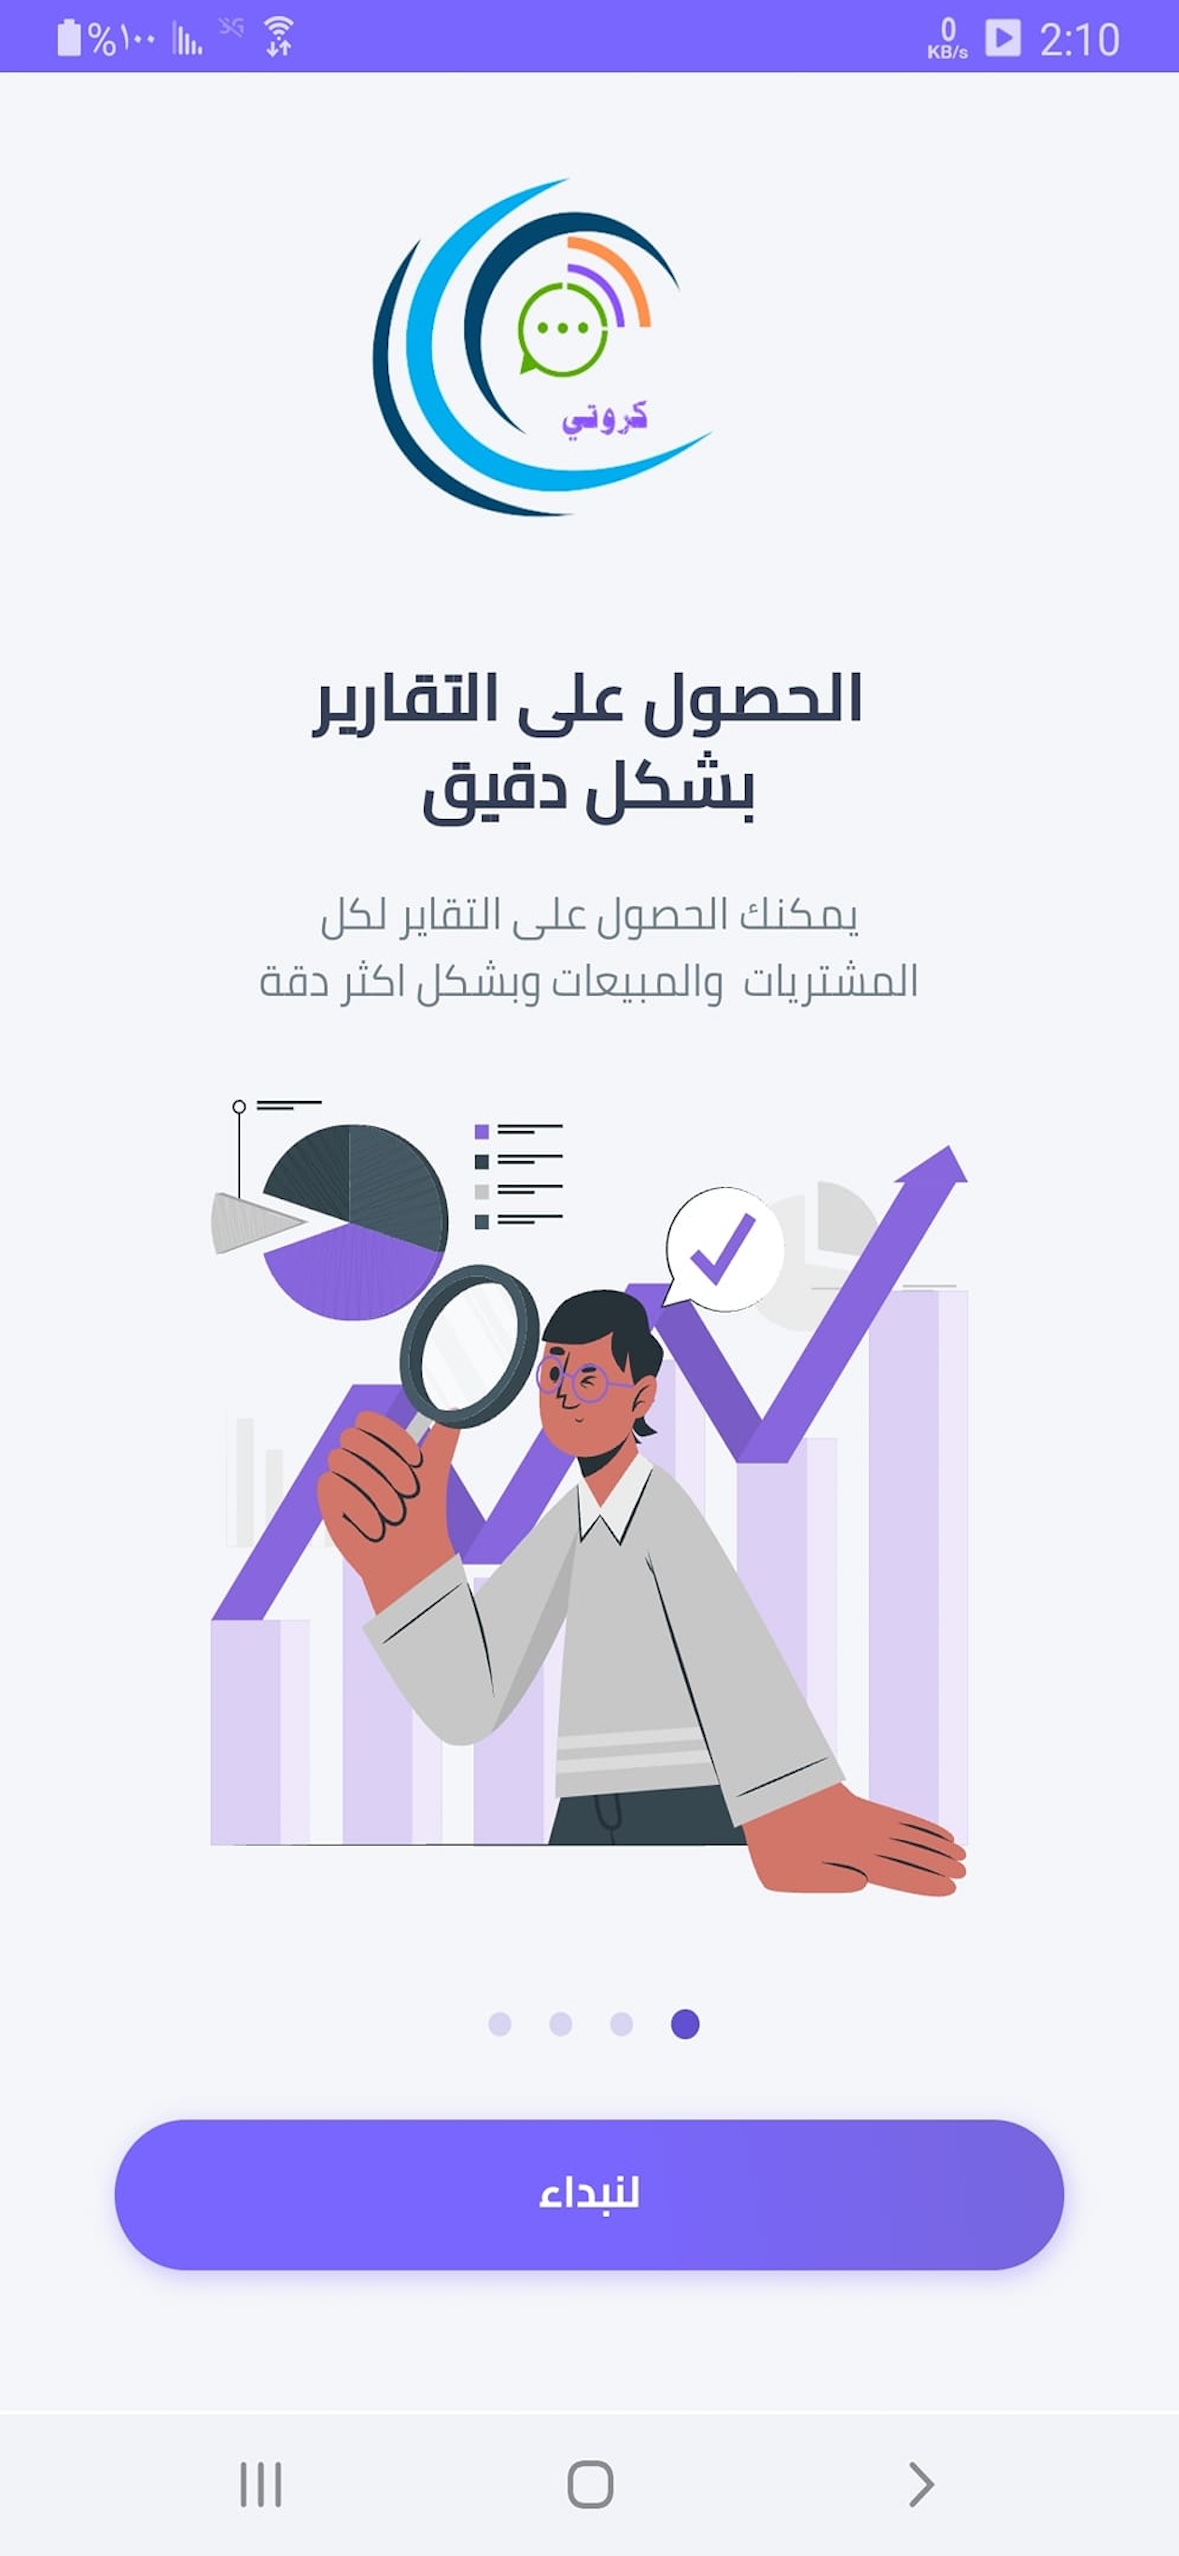 2:10
0
KB/s
3G
%١٠٠
كروتي
الحصول على التقارير
بشكل دقيق
يمكنك الحصول على التقاير لكل
المشتريات والمبيعات وبشكل اكثر دقة
لنبداء